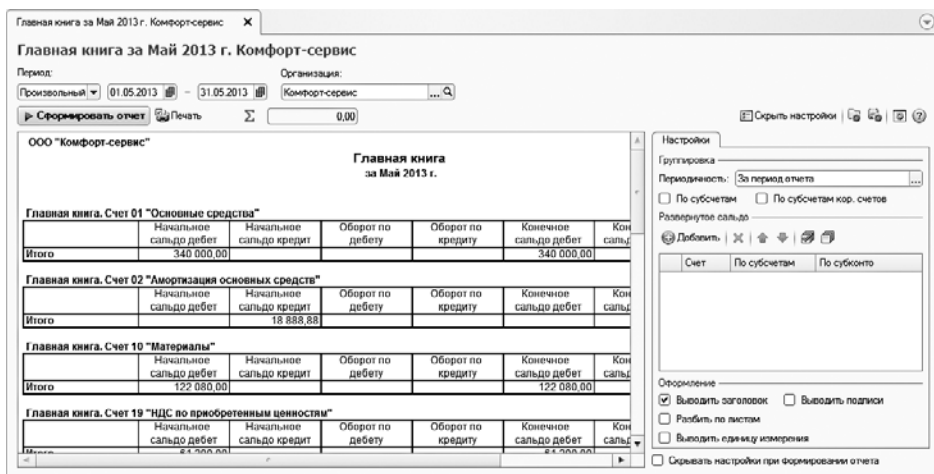 Главная книга за Май 2013 г. Комфорт-сервис
Главная книга за Май 2013 г. Комфорт-сервис
Период: Организация:
Произвольный 01.05.2013 – 31.05.2013 Комфорт-сервис ...
Сформировать отчет Печать Σ 0,00 Скрыть настройки
ООО "Комфорт-сервис"
Главная книга
за Май 2013 г.
Главная книга. Счет 01 "Основные средства"
Начальное Начальное Оборот по Оборот по Конечное Кон
сальдо дебет сальдо кредит дебету кредиту сальдо дебет сальд
Итого 340 000,00 340 000,00
Главная книга. Счет 02 "Амортизация основных средств"
Начальное Начальное Оборот по Оборот по Конечное Кон
сальдо дебет сальдо кредит дебету кредиту сальдо дебет сальд
Итого 18 888,88
Главная книга. Счет 10 "Материалы"
Начальное Начальное Оборот по Оборот по Конечное Кон
сальдо дебет сальдо кредит дебету кредиту сальдо дебет сальд
Итого 122 080,00 122 080,00
Главная книга. Счет 19 "НДС по приобретенным ценностям"
Начальное Начальное Оборот по Оборот по Конечное Кон
сальдо дебет сальдо кредит дебету кредиту сальдо дебет сальд
Настройки
Группировка
Периодичность: За период отчета ...
По субсчетам По субсчетам кор. счетов
Развернутое сальдо
Добавить
Счет По субсчетам По субконто
Оформление
Выводить заголовок Выводить подписи
Разбить по листам
Выводить единицу измерения
Скрывать настройки при формировании отчета